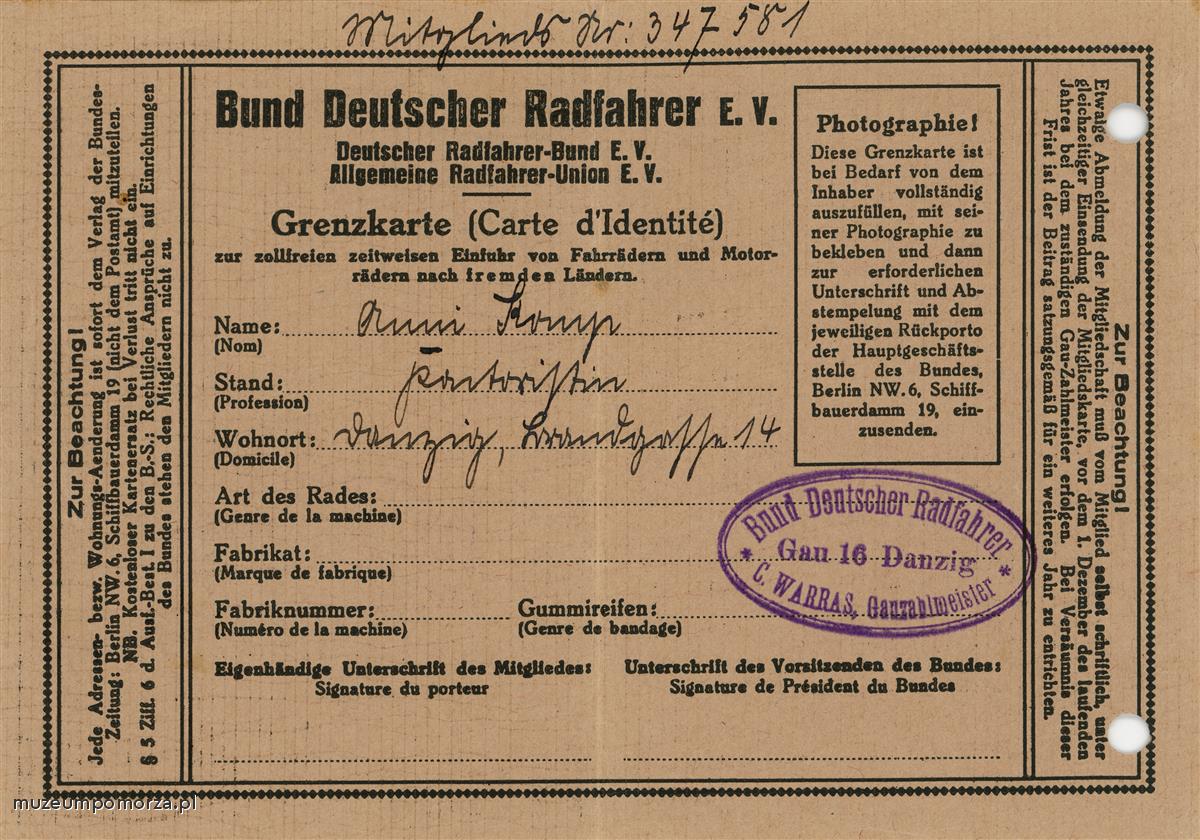 Mitglieds Nr: 347581
Zur Beachtung!
Jede Adressen- bezw. Wohnungs-Aenderung ist sofort dem Verlag der Bundes-
Zeitung: Berlin NW. 6, Schiffbauerdamm 19 (nicht dem Postamt) mitzuteilen.
NB. Kostenloser Kartenersatz bei Verlust tritt nicht ein.
§ 5 Ziff. 6 d. Ausf.-Best. I zu den B.-S.: Rechtliche Ansprüche auf Einrichtungen
des Bundes stehen den Mitgliedern nicht zu.
Bund Deutscher Radfahrer E. V.
Deutscher Radfahrer-Bund E. V.
Allgemeine Radfahrer-Union E. V.
Grenzkarte (Carte d'Identité)
zur zollfreien zeitweisen Einfuhr von Fahrrädern und Motor-
rädern nach fremden Ländern.
Name: Anni Komp
(Nom)
Stand: Kontoristin
(Profession)
Wohnort: Danzig, Brandgasse 14
(Domicile)
Art des Rades:
(Genre de la machine)
Fabrikat:
(Marque de fabrique)
Fabriknummer: Gummireifen:
(Numéro de la machine) (Genre de bandage)
Eigenhändige Unterschrift des Mitgliedes: Unterschrift des Vorsitzenden des Bundes:
Signature du porteur Signature de Président du Bundes
Photographie!
Diese Grenzkarte ist
bei Bedarf von dem
Inhaber vollständig
auszufüllen, mit sei-
ner Photographie zu
bekleben und dann
zur erforderlichen
Unterschrift und Ab-
stempelung mit dem
jeweiligen Rückporto
der Hauptgeschäfts-
stelle des Bundes,
Berlin NW. 6, Schiff-
bauerdamm 19, ein-
zusenden.
Bund Deutscher Radfahrer
* Gau 16 Danzig *
C. WARRAS, Gauzahlmeister
Zur Beachtung!
Etwaige Abmeldung der Mitgliedschaft muß vom Mitglied selbst schriftlich, unter
gleichzeitiger Einsendung der Mitgliedskarte, vor dem 1. Dezember des laufenden
Jahres bei dem zuständigen Gau-Zahlmeister erfolgen. Bei Versäumnis dieser
Frist ist der Beitrag satzungsgemäß für ein weiteres Jahr zu entrichten.
muzeumpomorza.pl